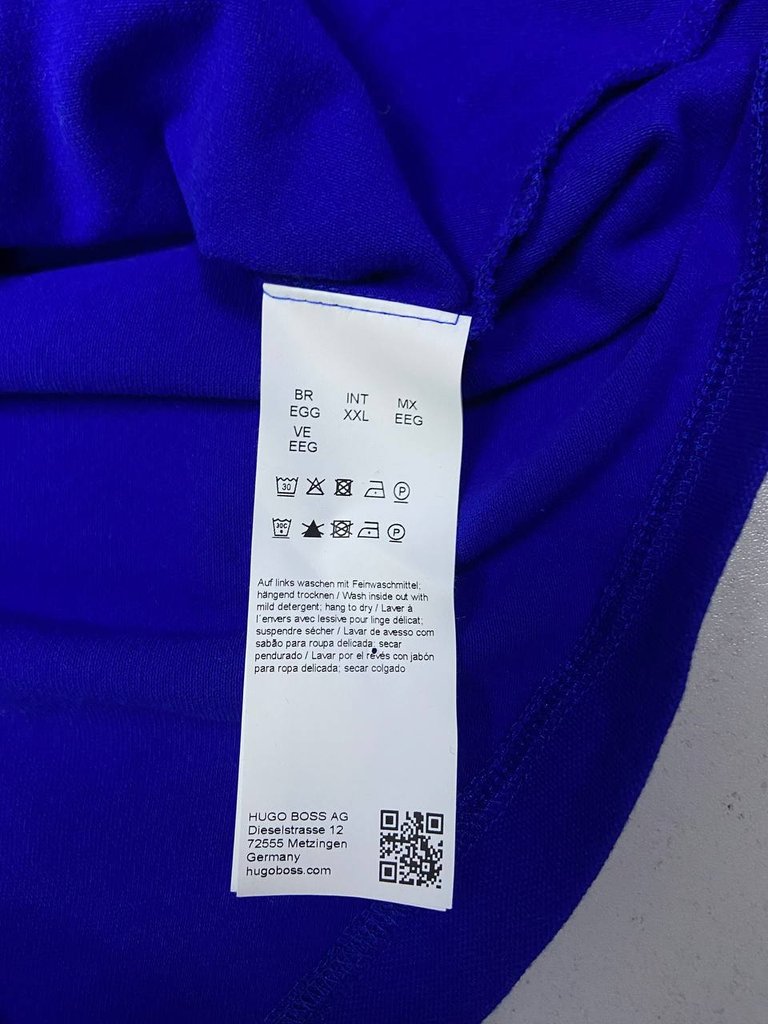 BR INT MX
EGG XXL EEG
VE
EEG
30 P
30C P
Auf links waschen mit Feinwaschmittel;
hängend trocknen / Wash inside out with
mild detergent; hang to dry / Laver à
l'envers avec lessive pour linge délicat;
suspendre sécher / Lavar de avesso com
sabão para roupa delicada; secar
pendurado / Lavar por el revés con jabón
para ropa delicada; secar colgado
HUGO BOSS AG
Dieselstrasse 12
72555 Metzingen
Germany
hugoboss.com